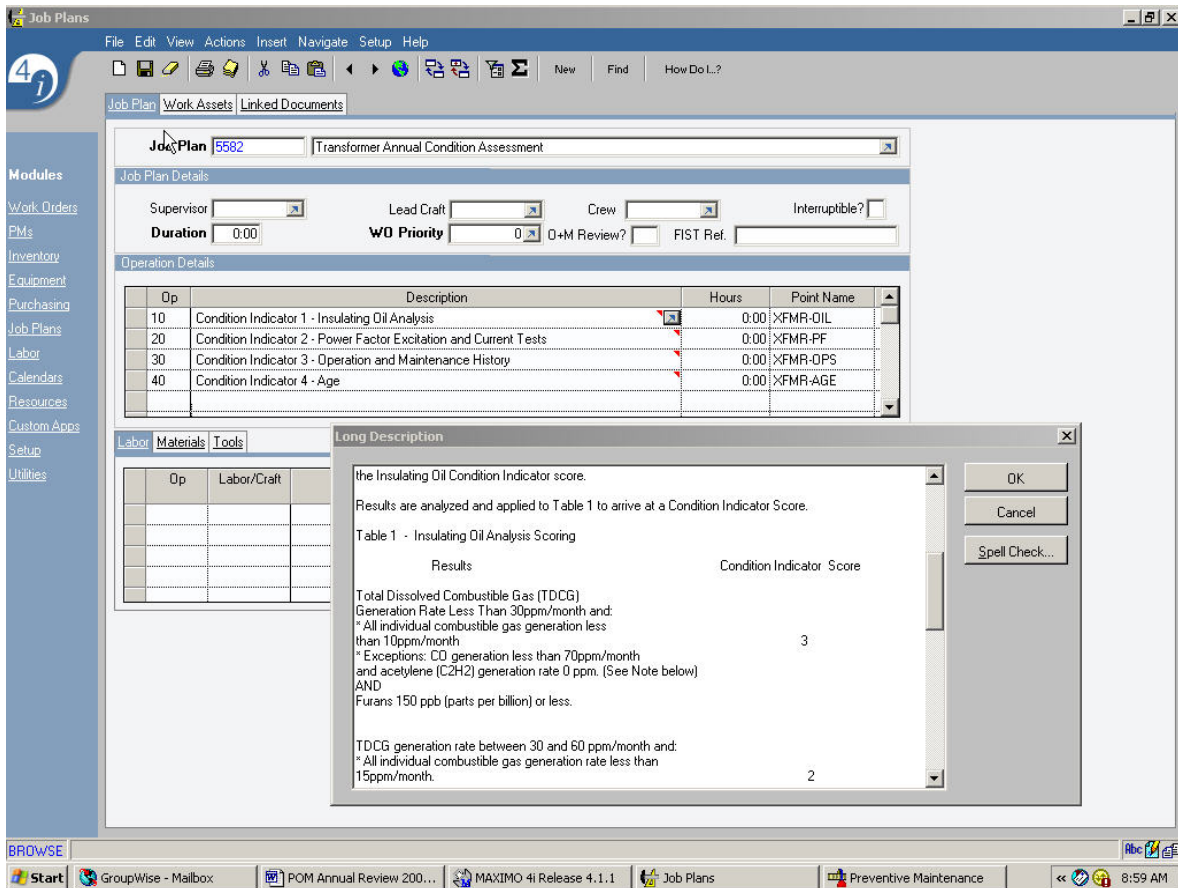 Job Plans
File Edit View Actions Insert Navigate Setup Help
4i
New Find How Do I...?
Job Plan Work Assets Linked Documents
Job Plan 5582 Transformer Annual Condition Assessment
Modules
Work Orders
PMs
Inventory
Equipment
Purchasing
Job Plans
Labor
Calendars
Resources
Custom Apps
Setup
Utilities
Job Plan Details
Supervisor Lead Craft Crew Interruptible?
Duration 0:00 WO Priority 0 O+M Review? FIST Ref.
Operation Details
Op Description Hours Point Name
10 Condition Indicator 1 - Insulating Oil Analysis 0:00 XFMR-OIL
20 Condition Indicator 2 - Power Factor Excitation and Current Tests 0:00 XFMR-PF
30 Condition Indicator 3 - Operation and Maintenance History 0:00 XFMR-OPS
40 Condition Indicator 4 - Age 0:00 XFMR-AGE
Labor Materials Tools
Op Labor/Craft
Long Description
the Insulating Oil Condition Indicator score.
Results are analyzed and applied to Table 1 to arrive at a Condition Indicator Score.
Table 1 - Insulating Oil Analysis Scoring
Results Condition Indicator Score
Total Dissolved Combustible Gas (TDCG)
Generation Rate Less Than 30ppm/month and:
* All individual combustible gas generation less
than 10ppm/month 3
* Exceptions: CO generation less than 70ppm/month
and acetylene (C2H2) generation rate 0 ppm. (See Note below)
AND
Furans 150 ppb (parts per billion) or less.
TDCG generation rate between 30 and 60 ppm/month and:
* All individual combustible gas generation rate less than
15ppm/month. 2
OK
Cancel
Spell Check...
BROWSE
Abc
Start GroupWise - Mailbox POM Annual Review 200... MAXIMO 4i Release 4.1.1 Job Plans Preventive Maintenance « 8:59 AM